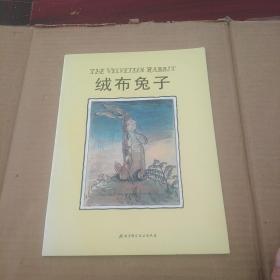 THE VELVETEEN RABBIT
绒布兔子